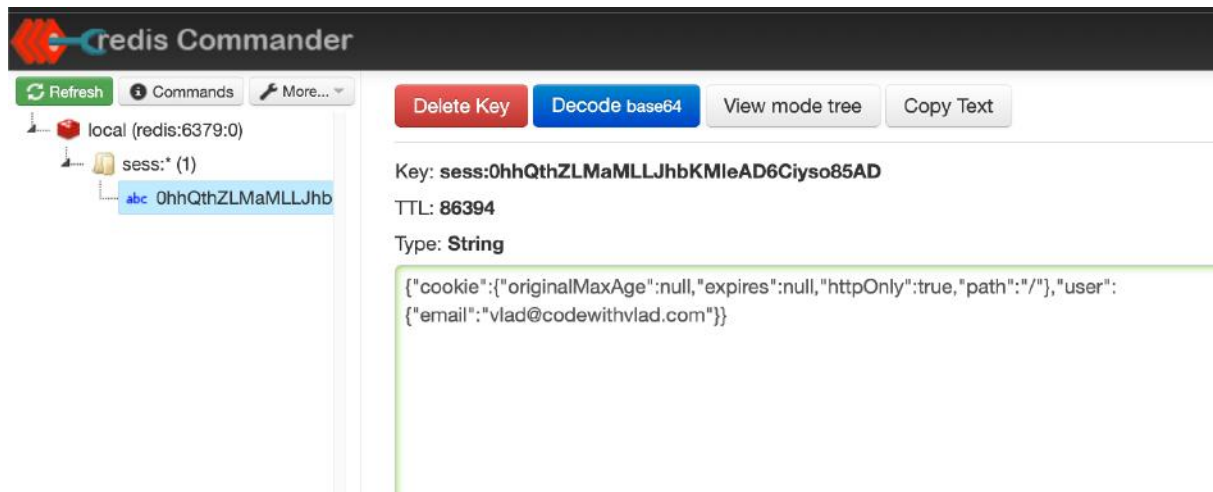 redis Commander
Refresh Commands More...
Delete Key Decode base64 View mode tree Copy Text
local (redis:6379:0)
sess:* (1)
abc 0hhQthZLMaMLLJhb
Key: sess:0hhQthZLMaMLLJhbKMleAD6Ciyso85AD
TTL: 86394
Type: String
{"cookie":{"originalMaxAge":null,"expires":null,"httpOnly":true,"path":"/"},"user":
{"email":"vlad@codewithvlad.com"}}